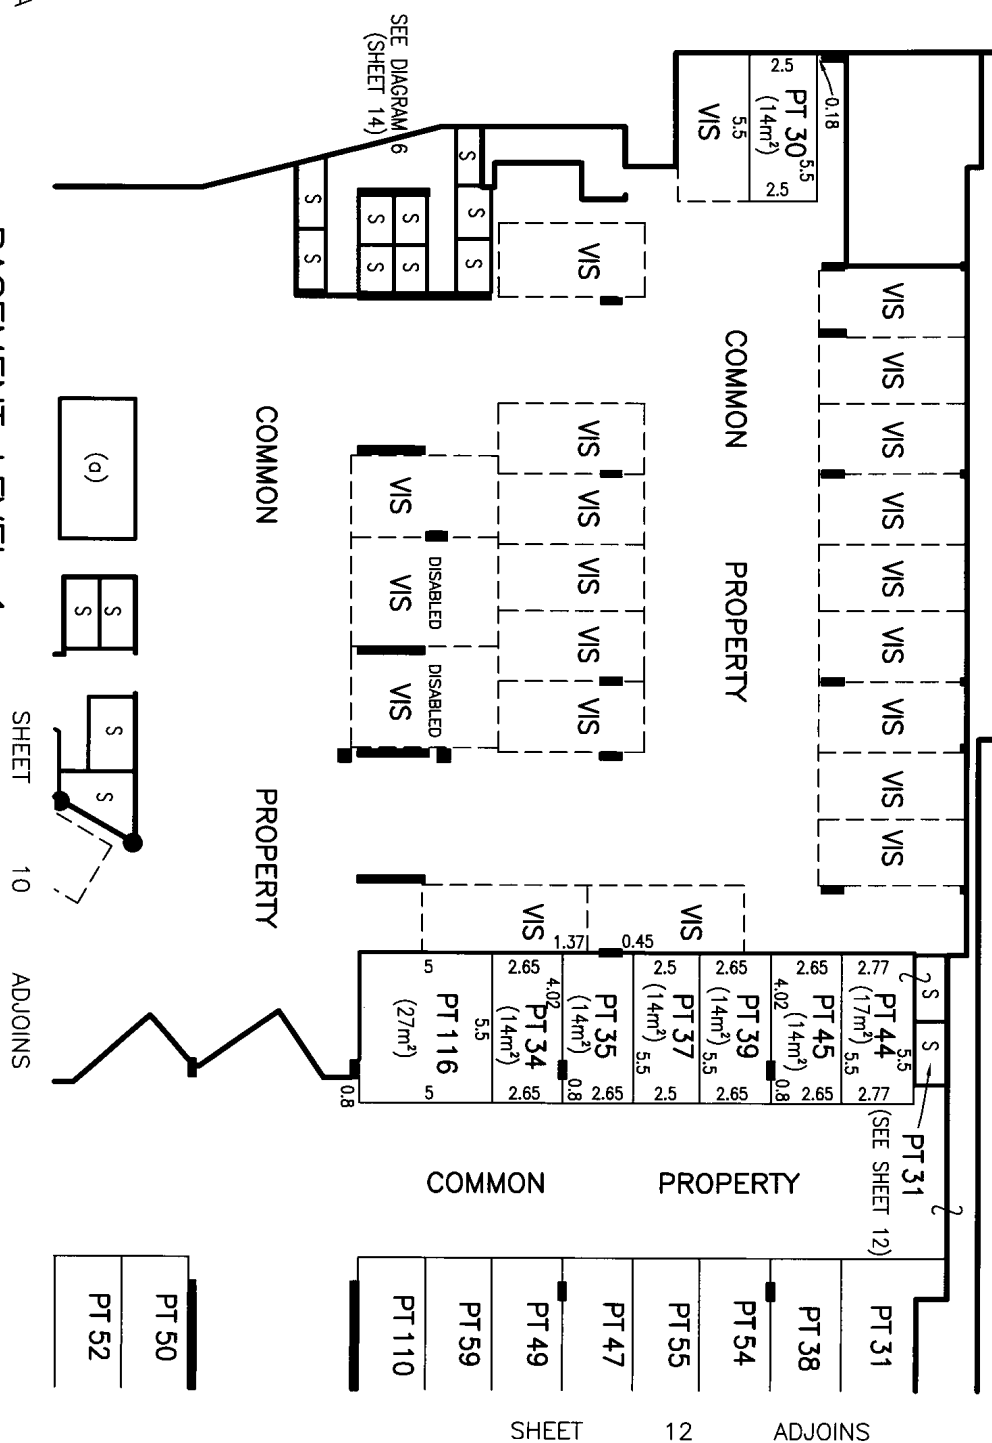 SEE DIAGRAM 6
(SHEET 14)
2.5
PT 30
(14m²)
5.5
5.5
2.5
0.18
VIS
S
S
S
S
S
S
S
S
S
VIS
VIS
VIS
VIS
VIS
VIS
VIS
VIS
VIS
VIS
COMMON
PROPERTY
VIS
VIS
VIS
VIS
VIS
VIS
VIS
DISABLED
VIS
DISABLED
COMMON
PROPERTY
(a)
S
S
S
S
VIS
VIS
1.37
0.45
5
PT 116
(27m²)
5.5
5
0.8
2.65
PT 34
(14m²)
4.02
2.65
PT 35
(14m²)
0.8
2.65
2.5
PT 37
(14m²)
5.5
2.5
2.65
PT 39
(14m²)
5.5
2.65
2.65
PT 45
(14m²)
4.02
0.8
2.65
2.77
PT 44
(17m²)
5.5
5.5
2.77
S
S
PT 31
(SEE SHEET 12)
COMMON
PROPERTY
PT 52
PT 50
PT 110
PT 59
PT 49
PT 47
PT 55
PT 54
PT 38
PT 31
SHEET 10 ADJOINS
SHEET 12 ADJOINS